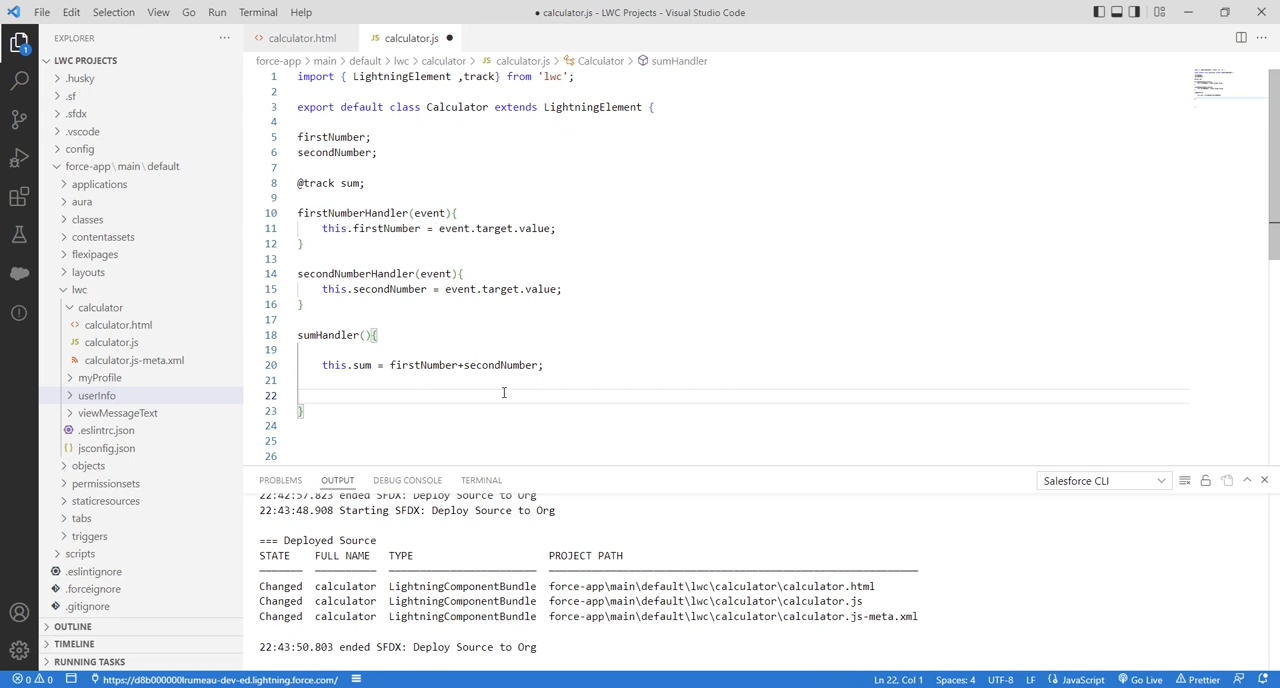 File Edit Selection View Go Run Terminal Help
● calculator.js - LWC Projects - Visual Studio Code
EXPLORER ···
1
LWC PROJECTS
.husky
.sf
.sfdx
.vscode
config
force-app\main\default
applications
aura
classes
contentassets
flexipages
layouts
lwc
calculator
<> calculator.html
JS calculator.js
calculator.js-meta.xml
myProfile
userInfo
viewMessageText
.eslintrc.json
{} jsconfig.json
objects
permissionsets
staticresources
tabs
triggers
scripts
.eslintignore
.forceignore
.gitignore
OUTLINE
TIMELINE
RUNNING TASKS
<> calculator.html JS calculator.js ●
force-app > main > default > lwc > calculator > JS calculator.js > Calculator > sumHandler
1 import { LightningElement ,track} from 'lwc';
2
3 export default class Calculator extends LightningElement {
4
5 firstNumber;
6 secondNumber;
7
8 @track sum;
9
10 firstNumberHandler(event){
11 this.firstNumber = event.target.value;
12 }
13
14 secondNumberHandler(event){
15 this.secondNumber = event.target.value;
16 }
17
18 sumHandler(){
19
20 this.sum = firstNumber+secondNumber;
21
22
23 }
24
25
26
PROBLEMS OUTPUT DEBUG CONSOLE TERMINAL Salesforce CLI
22:42:57.823 ended SFDX: Deploy Source to Org
22:43:48.908 Starting SFDX: Deploy Source to Org
=== Deployed Source
STATE FULL NAME TYPE PROJECT PATH
Changed calculator LightningComponentBundle force-app\main\default\lwc\calculator\calculator.html
Changed calculator LightningComponentBundle force-app\main\default\lwc\calculator\calculator.js
Changed calculator LightningComponentBundle force-app\main\default\lwc\calculator\calculator.js-meta.xml
22:43:50.803 ended SFDX: Deploy Source to Org
0 0 https://d8b000000lrumeau-dev-ed.lightning.force.com/ Ln 22, Col 1 Spaces: 4 UTF-8 LF {} JavaScript Go Live Prettier